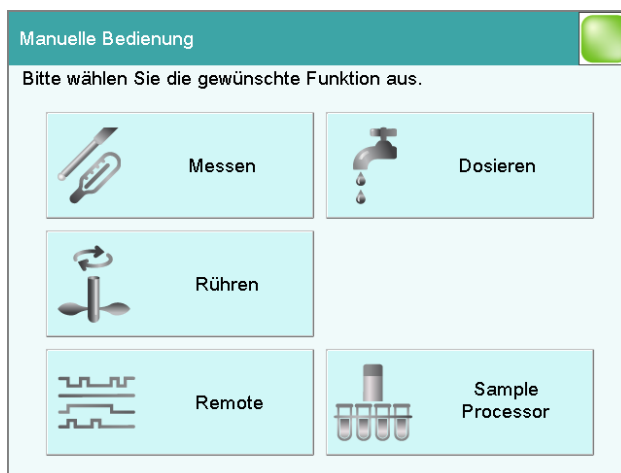 Manuelle Bedienung
Bitte wählen Sie die gewünschte Funktion aus.
Messen
Dosieren
Rühren
Remote
Sample
Processor